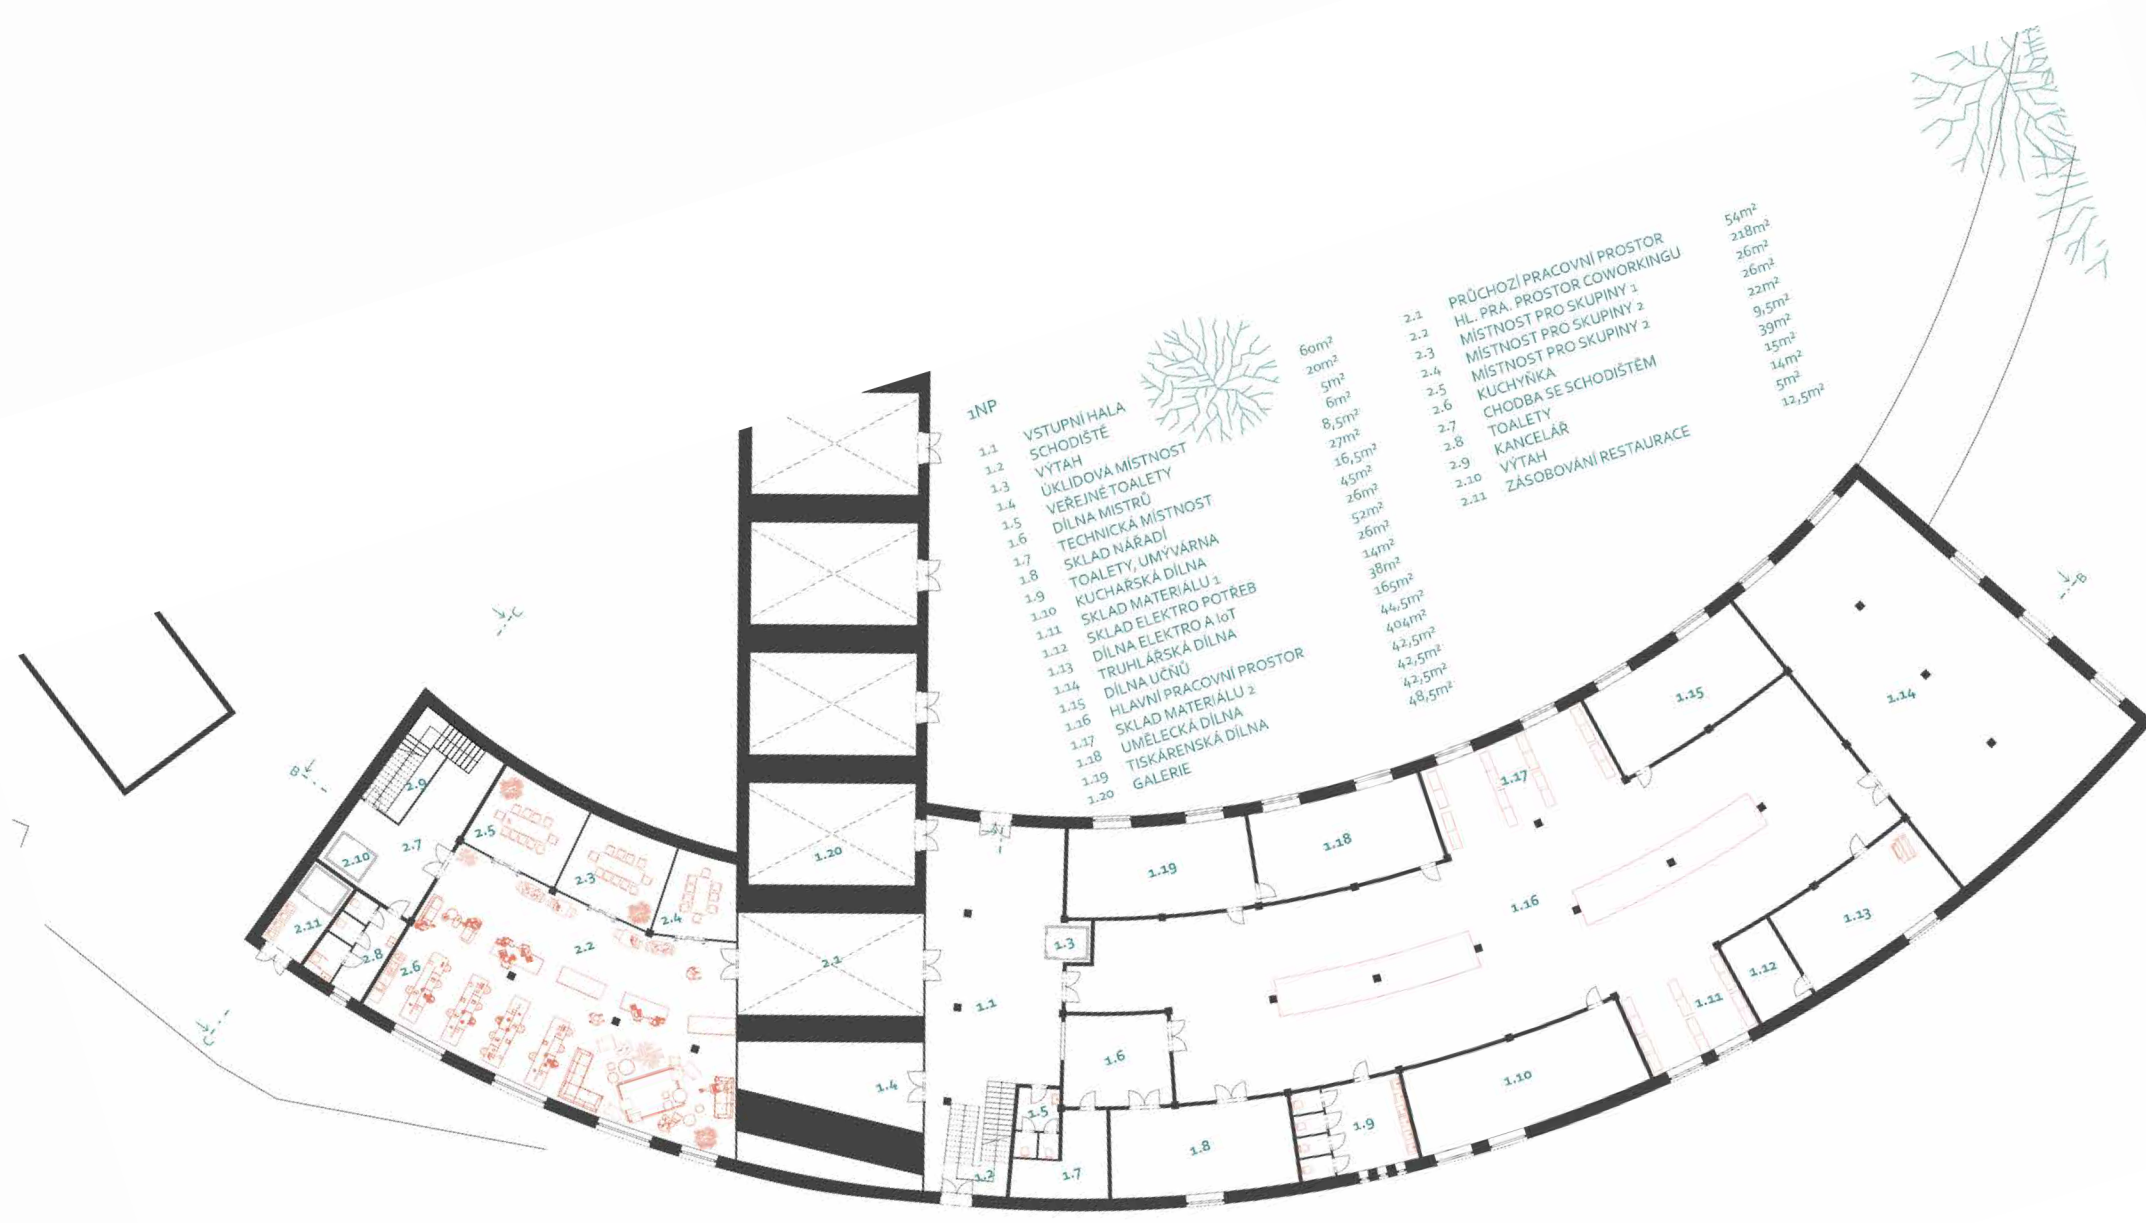 1NP
1.1 VSTUPNÍ HALA 60m²
1.2 SCHODIŠTĚ 20m²
1.3 VÝTAH 5m²
1.4 ÚKLIDOVA MÍSTNOST 6m²
1.5 VEŘEJNÉ TOALETY 8,5m²
1.6 DÍLNA MISTRŮ 27m²
1.7 TECHNICKÁ MÍSTNOST 16,5m²
1.8 SKLAD NÁŘADÍ 45m²
1.9 TOALETY, UMÝVÁRNA 26m²
1.10 KUCHAŘSKÁ DÍLNA 52m²
1.11 SKLAD MATERIÁLU 1 26m²
1.12 SKLAD ELEKTRO POTŘEB 14m²
1.13 DÍLNA ELEKTRO A IoT 38m²
1.14 TRUHLÁŘSKÁ DÍLNA 165m²
1.15 DÍLNA UČŇŮ 44,5m²
1.16 HLAVNÍ PRACOVNÍ PROSTOR 404m²
1.17 SKLAD MATERIÁLU 2 42,5m²
1.18 UMĚLECKÁ DÍLNA 42,5m²
1.19 TISKÁRENSKÁ DÍLNA 42,5m²
1.20 GALERIE 48,5m²
2.1 PRŮCHOZÍ PRACOVNÍ PROSTOR 54m²
2.2 HL. PRA. PROSTOR COWORKINGU 218m²
2.3 MÍSTNOST PRO SKUPINY 1 26m²
2.4 MÍSTNOST PRO SKUPINY 2 26m²
2.5 MÍSTNOST PRO SKUPINY 2 22m²
2.6 KUCHYŇKA 9,5m²
2.7 CHODBA SE SCHODIŠTĚM 39m²
2.8 TOALETY 15m²
2.9 KANCELÁŘ 14m²
2.10 VÝTAH 5m²
2.11 ZÁSOBOVÁNÍ RESTAURACE 12,5m²
C
B
B
C
2.9
2.5
2.7
2.10
2.3
2.4
2.11
2.8
2.6
2.2
1.20
2.1
1.4
1.1
1.3
1.19
1.18
1.17
1.15
1.14
1.16
1.13
1.12
1.11
1.10
1.6
1.5
1.9
1.8
1.7
1.2